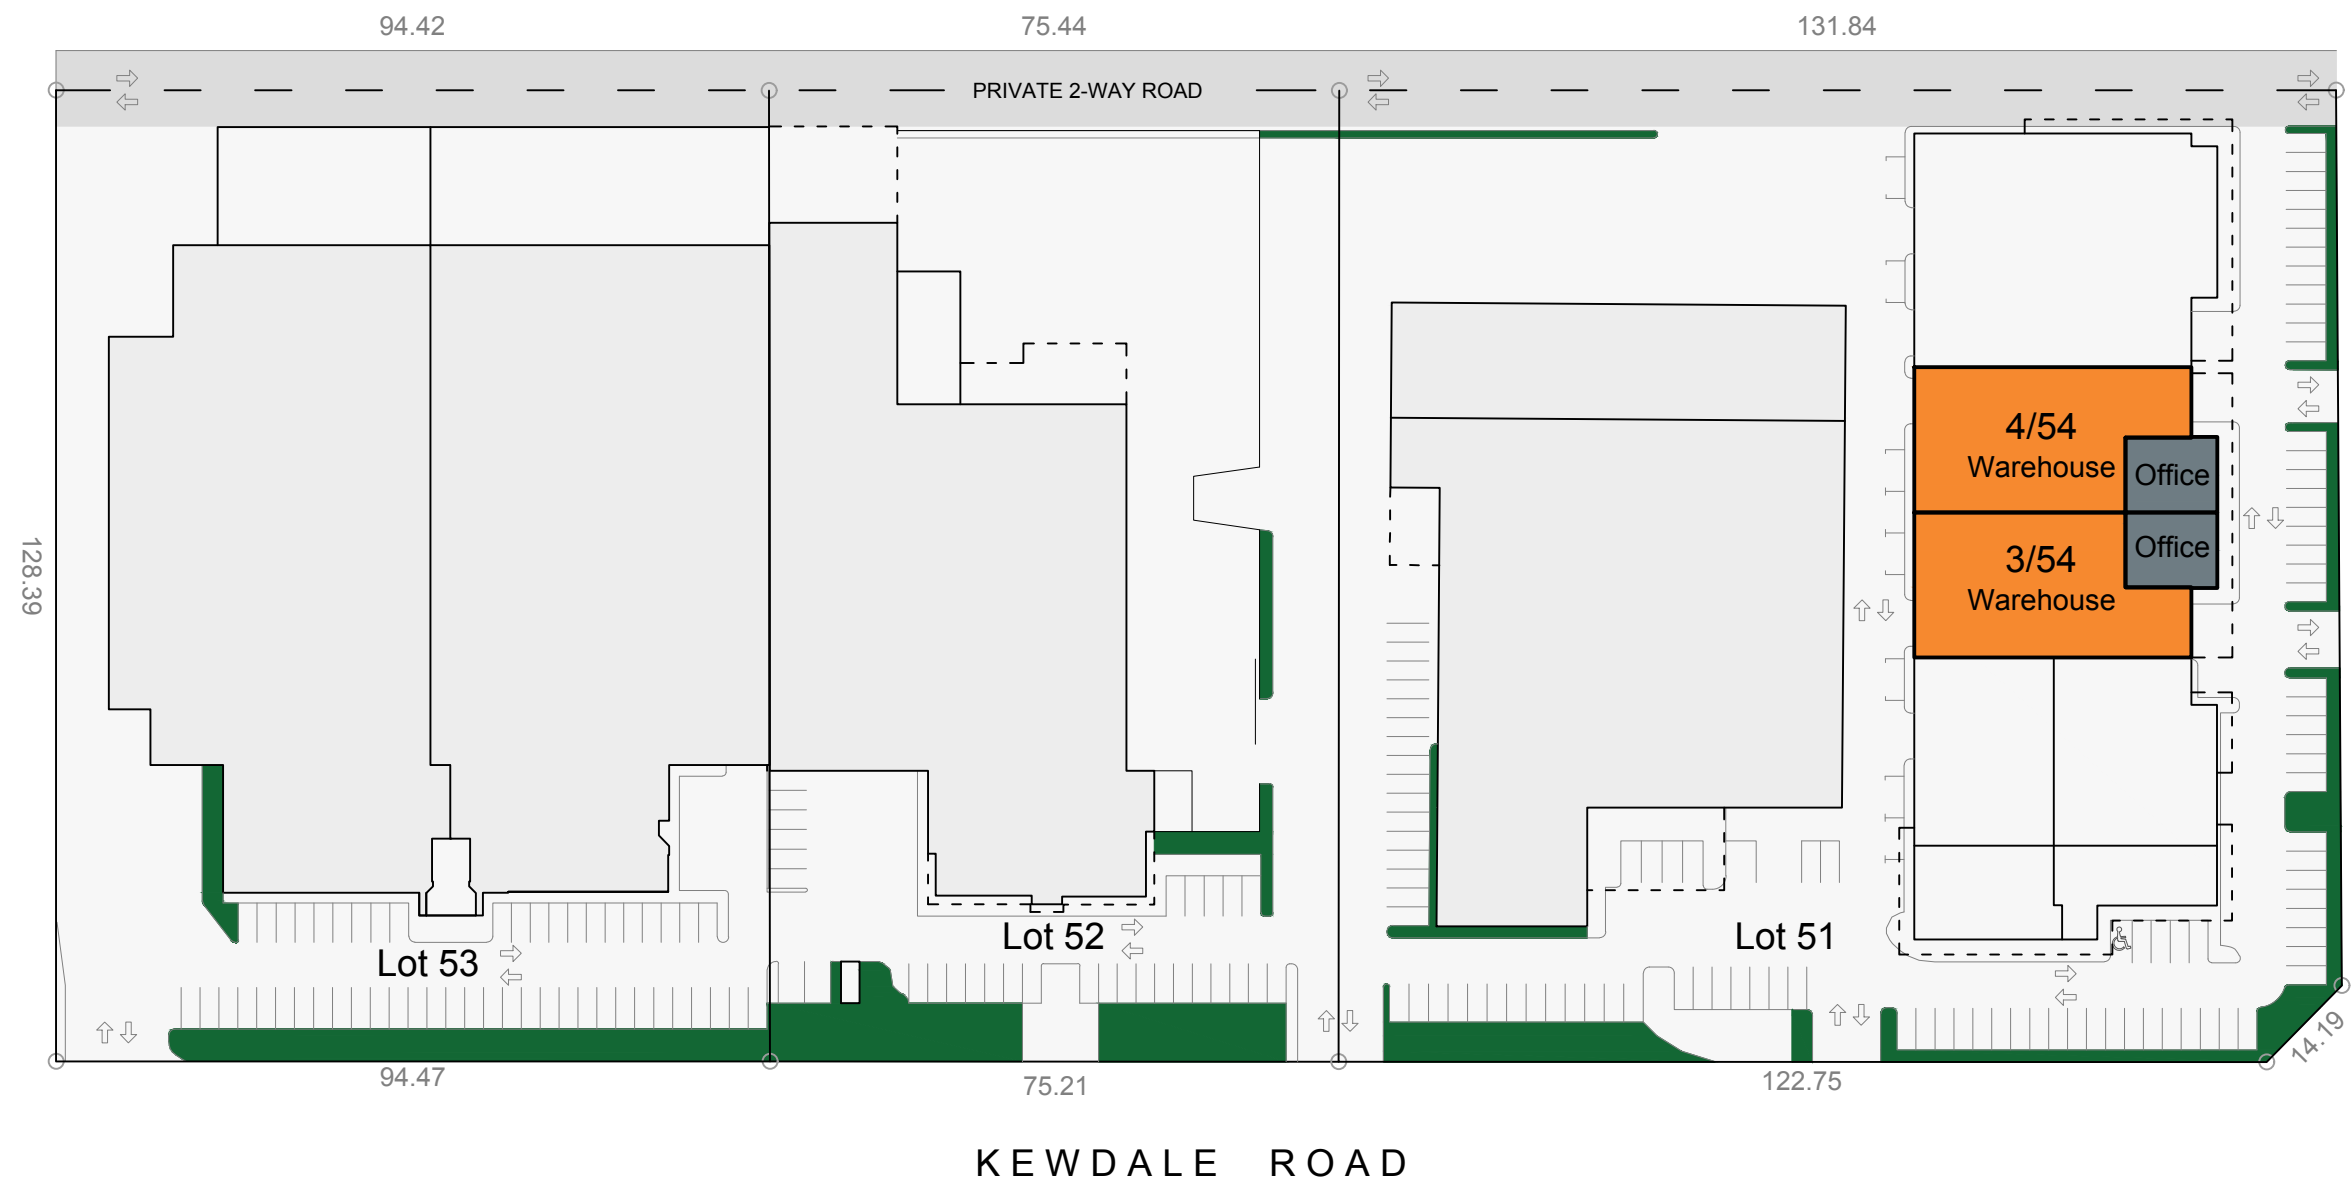 94.42
75.44
131.84
PRIVATE 2-WAY ROAD
4/54
Warehouse
Office
3/54
Warehouse
Office
128.39
Lot 53
Lot 52
Lot 51
94.47
75.21
122.75
14.19
KEWDALE ROAD